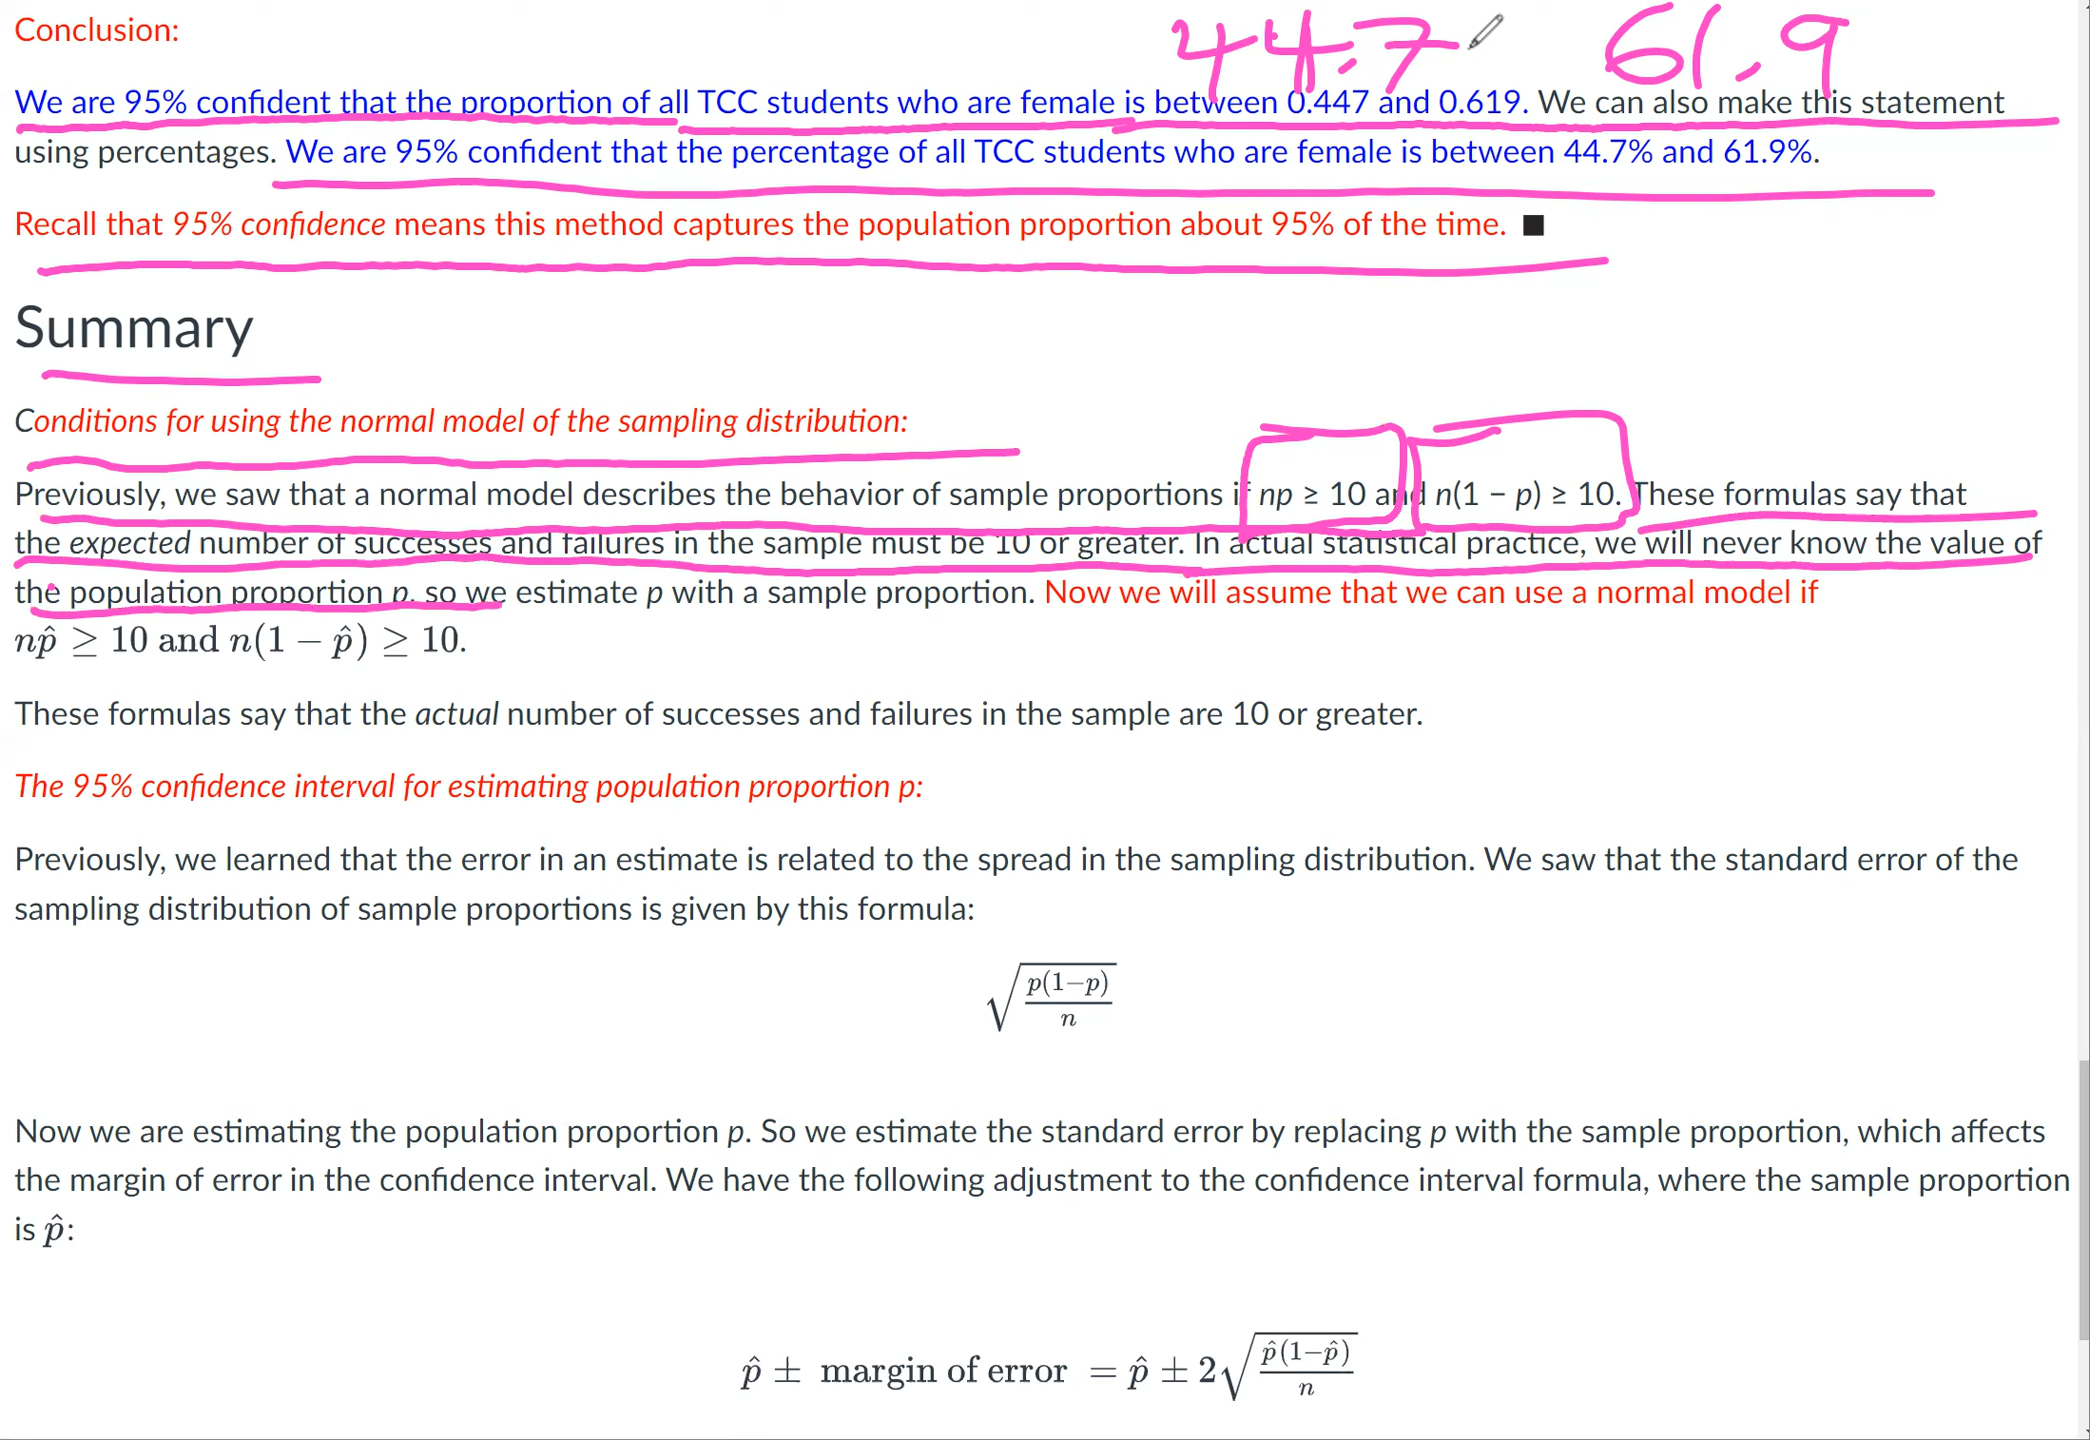 44.7 61.9
Conclusion:
We are 95% confident that the proportion of all TCC students who are female is between 0.447 and 0.619. We can also make this statement
using percentages. We are 95% confident that the percentage of all TCC students who are female is between 44.7% and 61.9%.
Recall that 95% confidence means this method captures the population proportion about 95% of the time. ■
Summary
Conditions for using the normal model of the sampling distribution:
Previously, we saw that a normal model describes the behavior of sample proportions if np ≥ 10 and n(1 − p) ≥ 10. These formulas say that
the expected number of successes and failures in the sample must be 10 or greater. In actual statistical practice, we will never know the value of
the population proportion p, so we estimate p with a sample proportion. Now we will assume that we can use a normal model if
np̂ ≥ 10 and n(1 − p̂) ≥ 10.
These formulas say that the actual number of successes and failures in the sample are 10 or greater.
The 95% confidence interval for estimating population proportion p:
Previously, we learned that the error in an estimate is related to the spread in the sampling distribution. We saw that the standard error of the
sampling distribution of sample proportions is given by this formula:
√(p(1−p)/n)
Now we are estimating the population proportion p. So we estimate the standard error by replacing p with the sample proportion, which affects
the margin of error in the confidence interval. We have the following adjustment to the confidence interval formula, where the sample proportion
is p̂:
p̂ ± margin of error = p̂ ± 2√(p̂(1−p̂)/n)